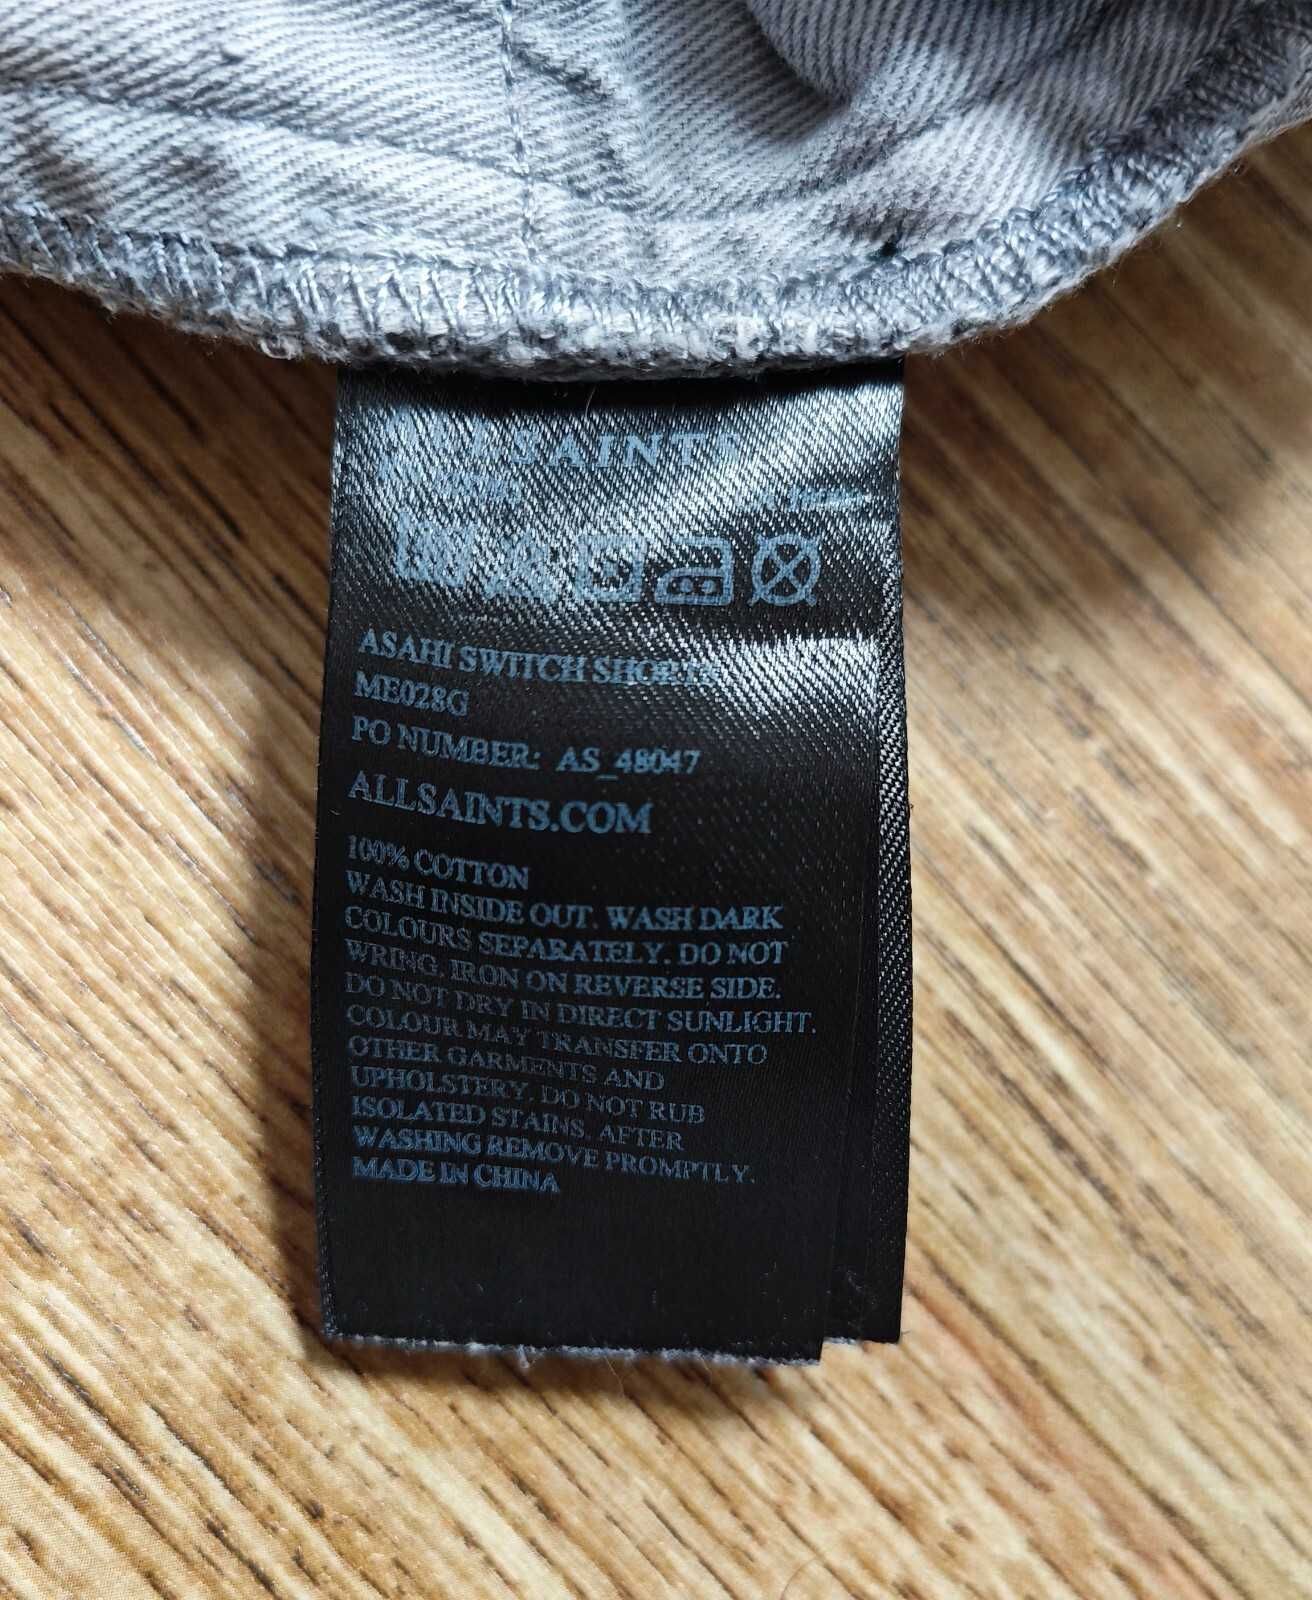 ALLSAINTS
ASAHI SWITCH SHORTS
ME028G
PO NUMBER: AS_48047
ALLSAINTS.COM
100% COTTON
WASH INSIDE OUT. WASH DARK
COLOURS SEPARATELY. DO NOT
WRING. IRON ON REVERSE SIDE.
DO NOT DRY IN DIRECT SUNLIGHT.
COLOUR MAY TRANSFER ONTO
OTHER GARMENTS AND
UPHOLSTERY. DO NOT RUB
ISOLATED STAINS. AFTER
WASHING REMOVE PROMPTLY.
MADE IN CHINA